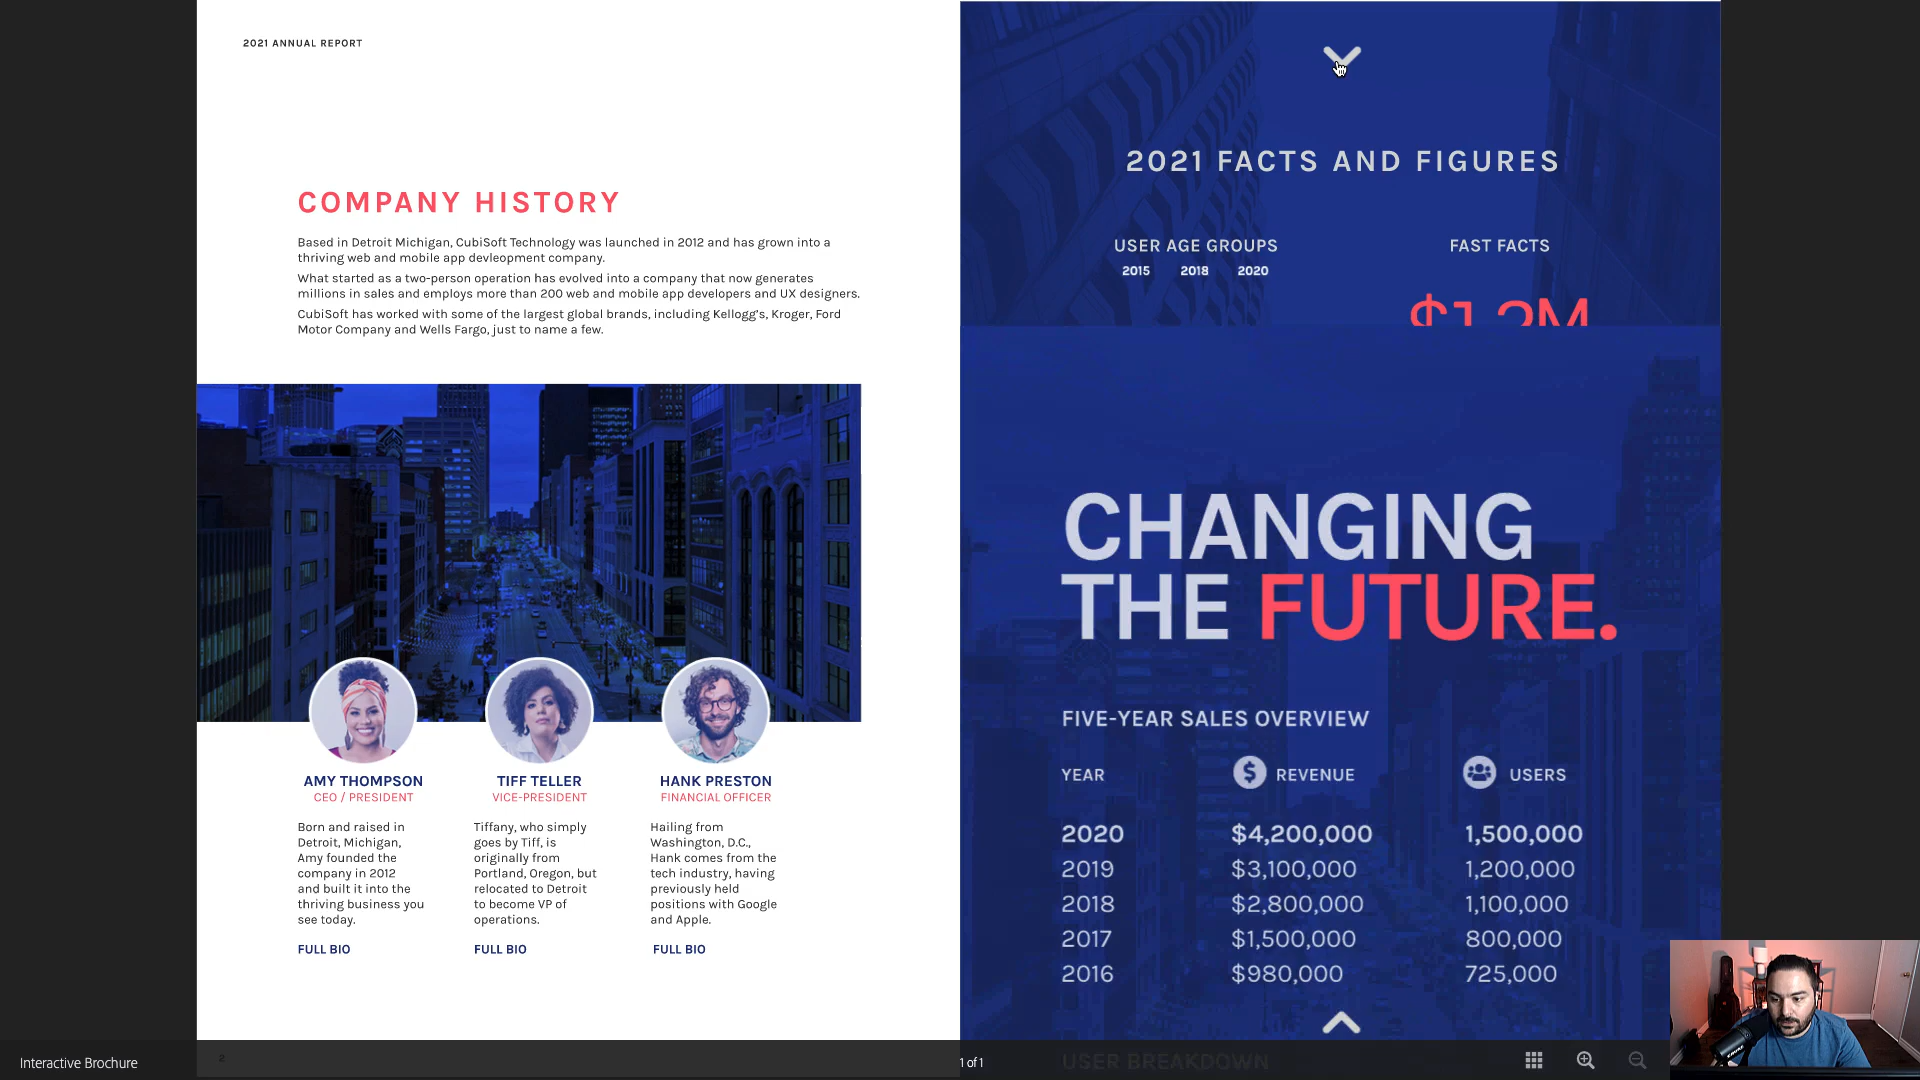 2021 ANNUAL REPORT
COMPANY HISTORY
Based in Detroit Michigan, CubiSoft Technology was launched in 2012 and has grown into a
thriving web and mobile app devleopment company.
What started as a two-person operation has evolved into a company that now generates
millions in sales and employs more than 200 web and mobile app developers and UX designers.
CubiSoft has worked with some of the largest global brands, including Kellogg's, Kroger, Ford
Motor Company and Wells Fargo, just to name a few.
AMY THOMPSON
CEO / PRESIDENT
Born and raised in
Detroit, Michigan,
Amy founded the
company in 2012
and built it into the
thriving business you
see today.
FULL BIO
TIFF TELLER
VICE-PRESIDENT
Tiffany, who simply
goes by Tiff, is
originally from
Portland, Oregon, but
relocated to Detroit
to become VP of
operations.
FULL BIO
HANK PRESTON
FINANCIAL OFFICER
Hailing from
Washington, D.C.,
Hank comes from the
tech industry, having
previously held
positions with Google
and Apple.
FULL BIO
2
2021 FACTS AND FIGURES
USER AGE GROUPS
2015 2018 2020
FAST FACTS
$1.2M
CHANGING
THE FUTURE.
FIVE-YEAR SALES OVERVIEW
YEAR REVENUE USERS
2020 $4,200,000 1,500,000
2019 $3,100,000 1,200,000
2018 $2,800,000 1,100,000
2017 $1,500,000 800,000
2016 $980,000 725,000
USER BREAKDOWN
Interactive Brochure
1 of 1